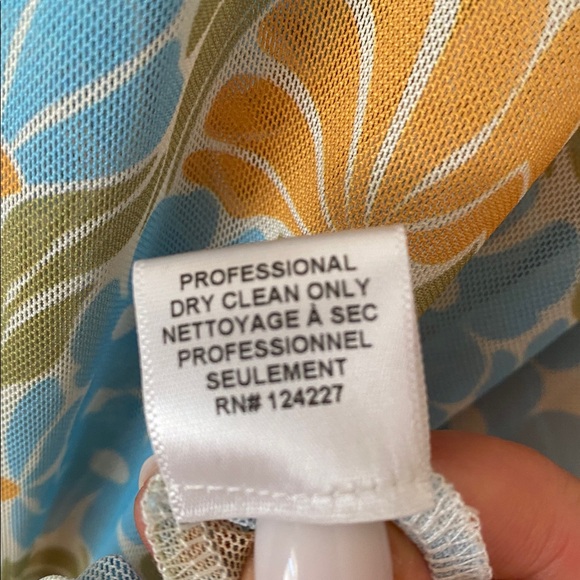 PROFESSIONAL
DRY CLEAN ONLY
NETTOYAGE À SEC
PROFESSIONNEL
SEULEMENT
RN# 124227